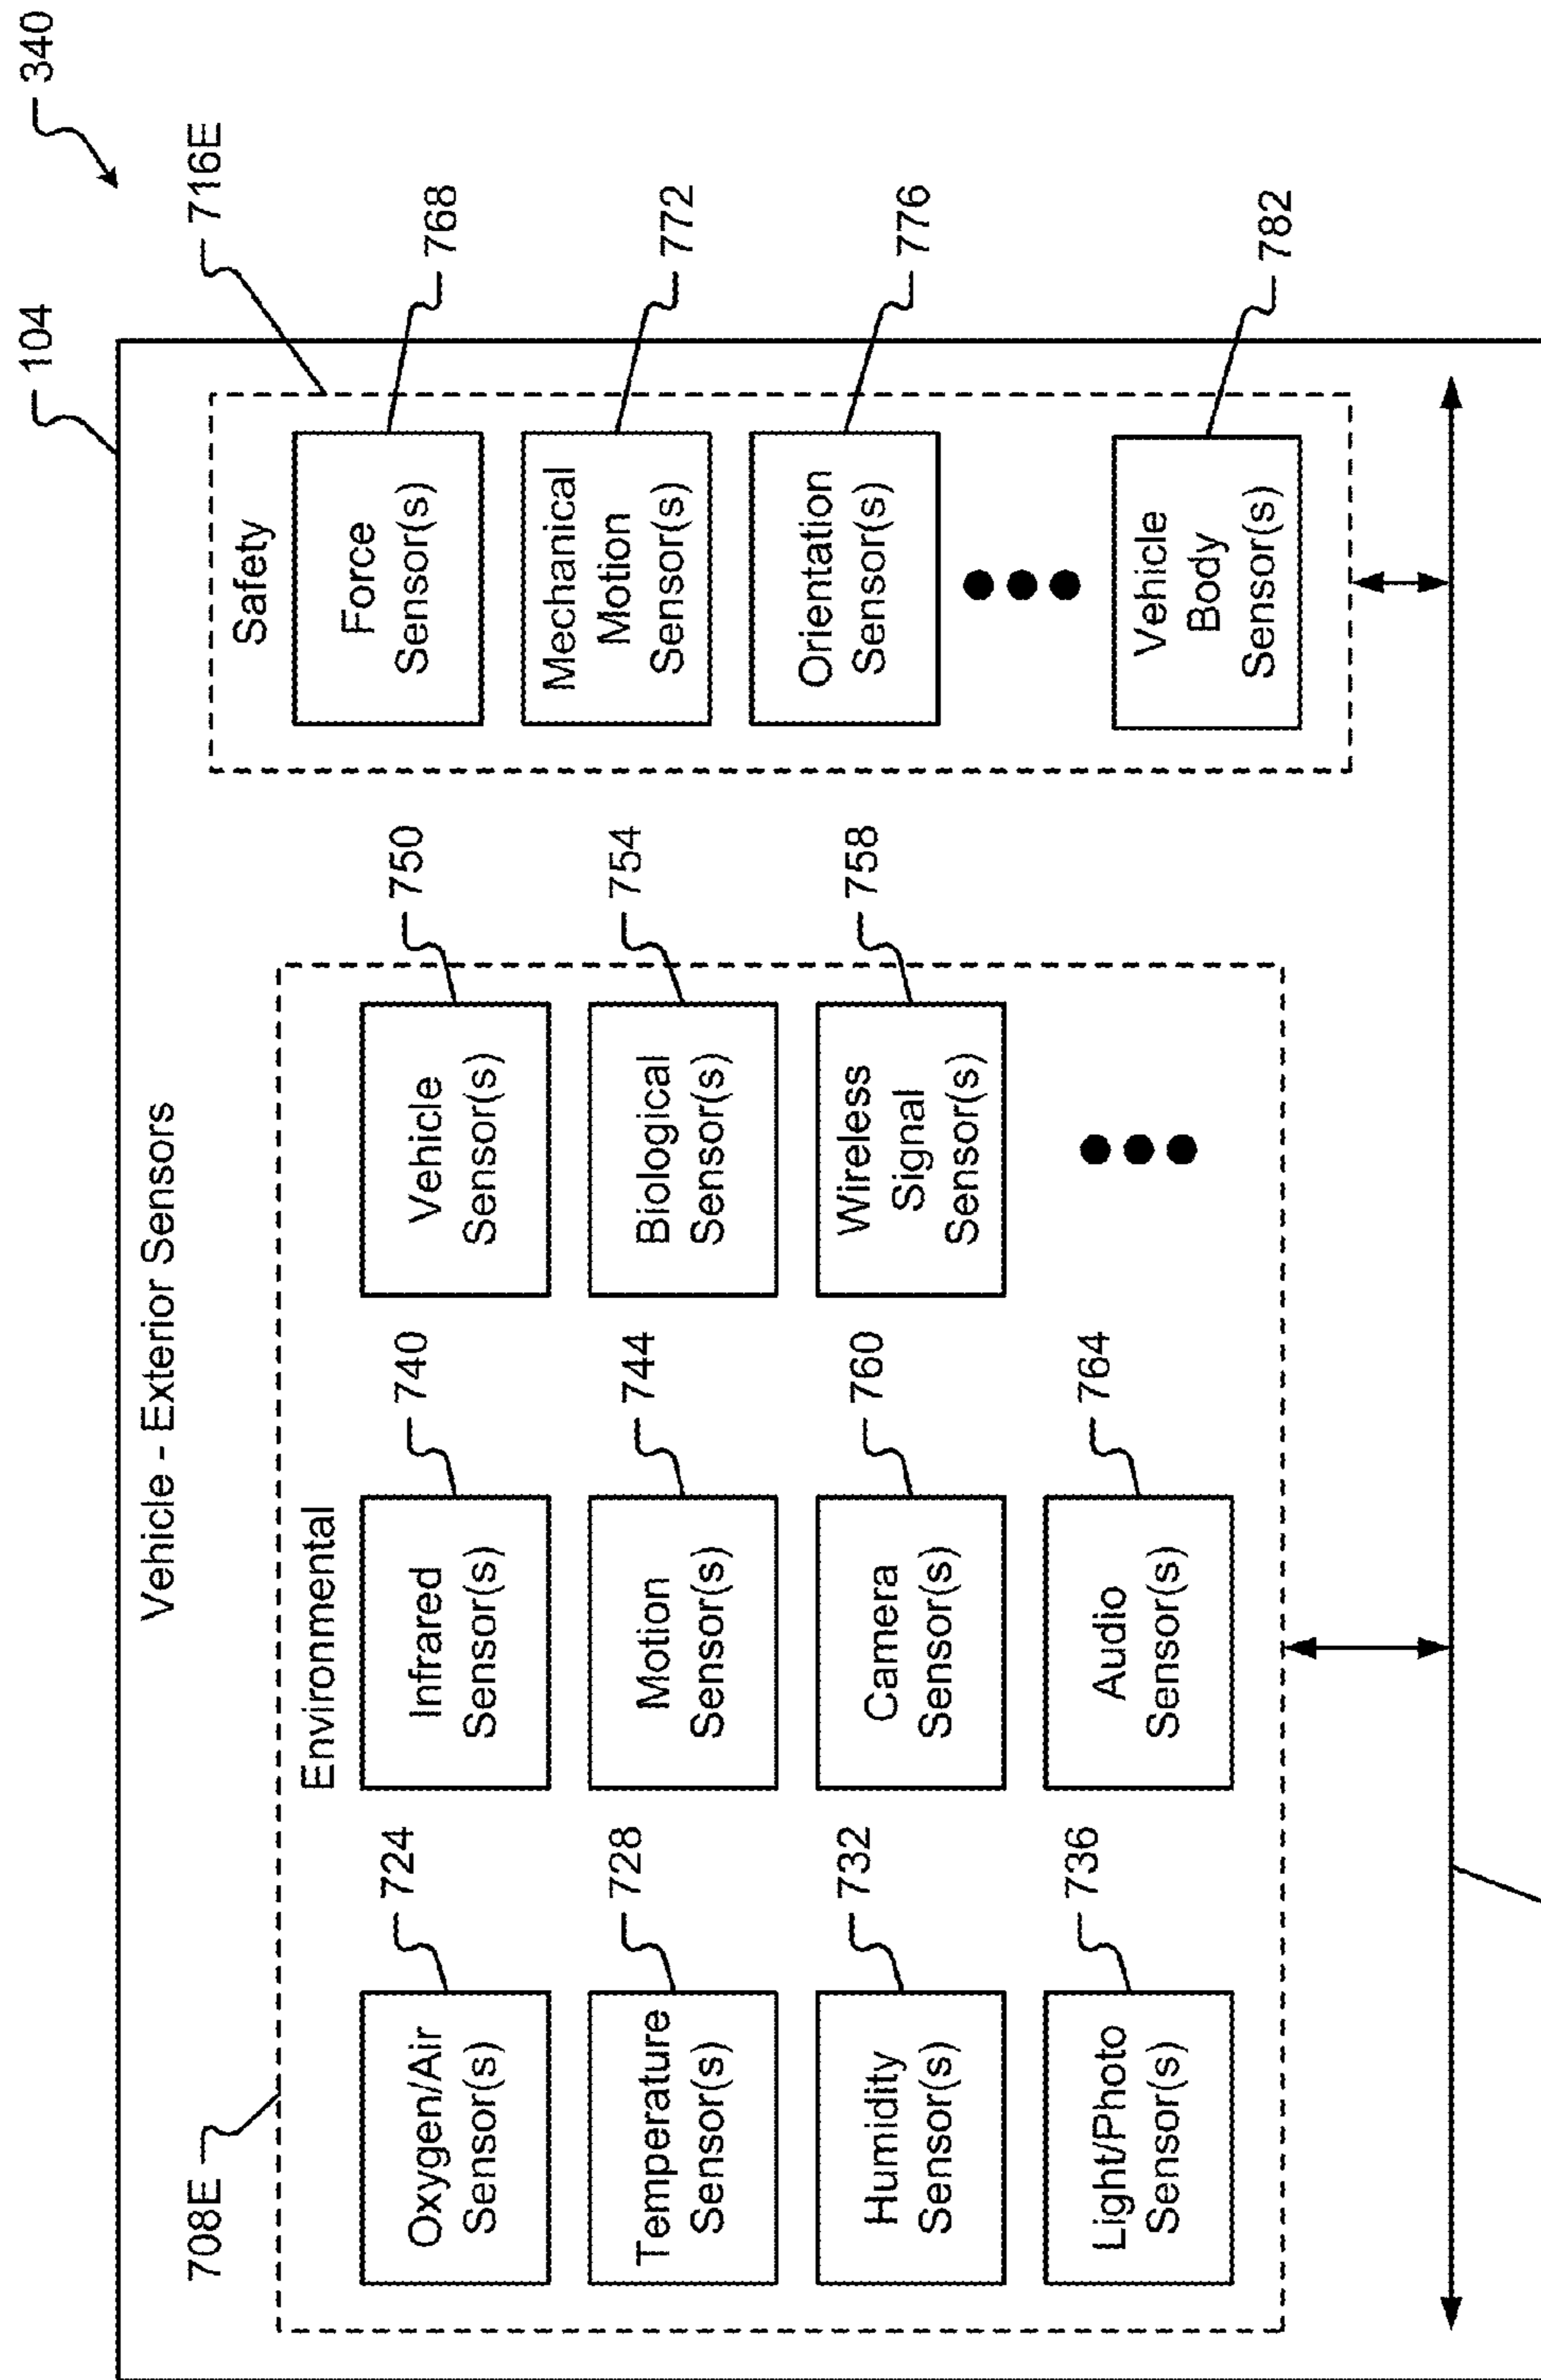 340
104
716E
Vehicle - Exterior Sensors
708E
Environmental
Oxygen/Air
Sensor(s)
724
Temperature
Sensor(s)
728
Humidity
Sensor(s)
732
Light/Photo
Sensor(s)
736
Infrared
Sensor(s)
740
Motion
Sensor(s)
744
Camera
Sensor(s)
760
Audio
Sensor(s)
764
Vehicle
Sensor(s)
750
Biological
Sensor(s)
754
Wireless
Signal
Sensor(s)
758
Safety
Force
Sensor(s)
768
Mechanical
Motion
Sensor(s)
772
Orientation
Sensor(s)
776
Vehicle
Body
Sensor(s)
782